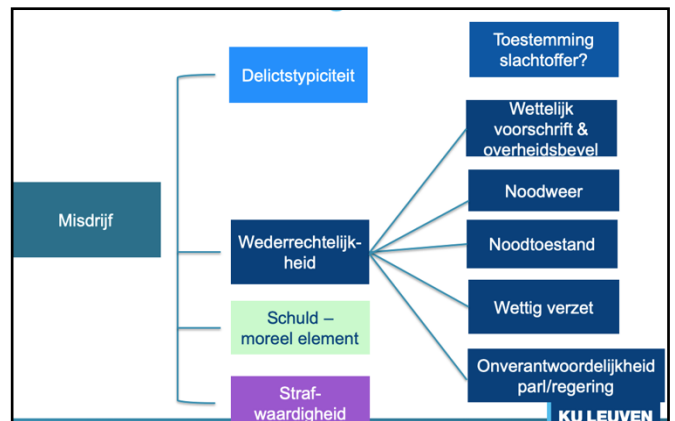 Misdrijf
Delictstypiciteit
Wederrechtelijk-
heid
Schuld –
moreel element
Straf-
waardigheid
Toestemming
slachtoffer?
Wettelijk
voorschrift &
overheidsbevel
Noodweer
Noodtoestand
Wettig verzet
Onverantwoordelijkheid
parl/regering
KU LEUVEN